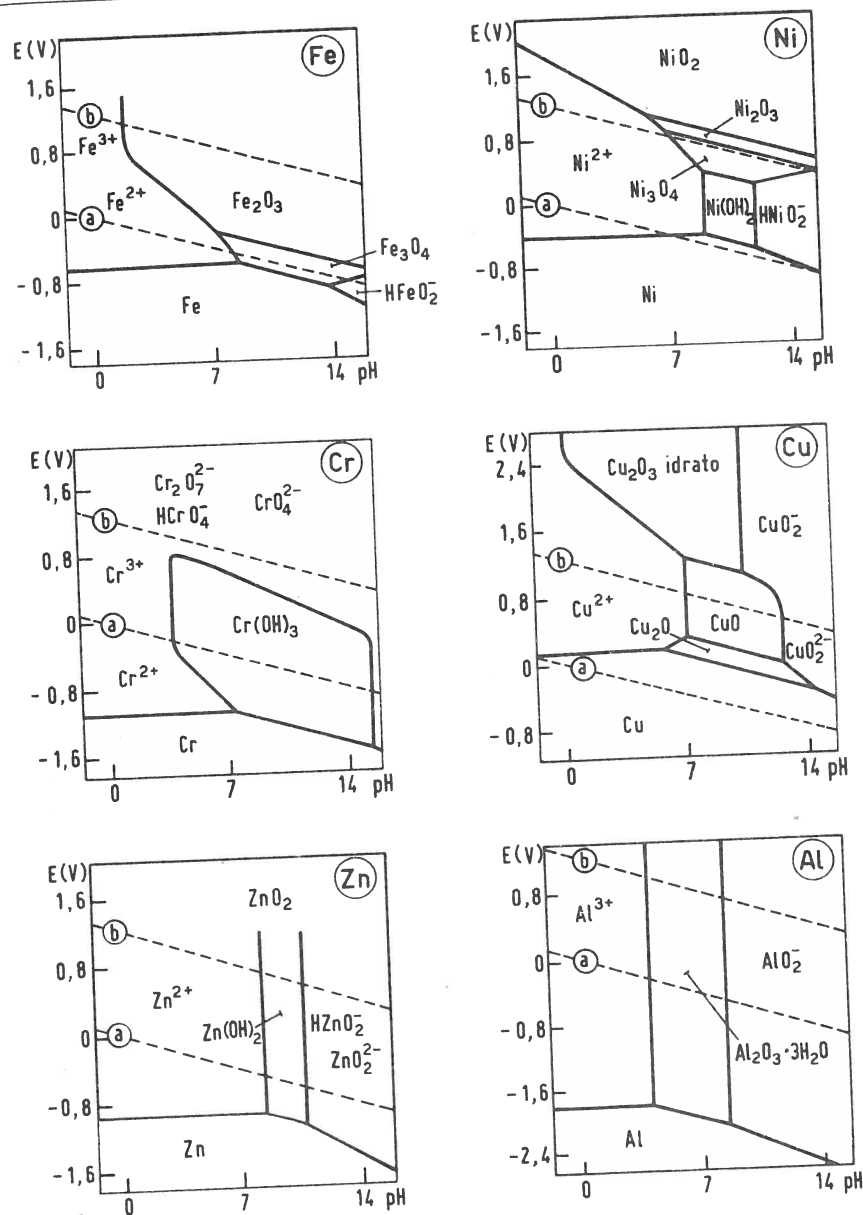 E(V)
Fe
1,6
b
Fe³⁺
0,8
Fe²⁺
Fe₂O₃
0
a
Fe₃O₄
-0,8
HFeO₂⁻
Fe
-1,6
0
7
14 pH
E(V)
Ni
NiO₂
1,6
b
Ni₂O₃
0,8
Ni²⁺
Ni₃O₄
0
a
Ni(OH)₂
HNiO₂⁻
-0,8
Ni
-1,6
0
7
14 pH
E(V)
Cr
Cr₂O₇²⁻
1,6
HCrO₄⁻
CrO₄²⁻
b
0,8
Cr³⁺
0
a
Cr(OH)₃
Cr²⁺
-0,8
Cr
-1,6
0
7
14 pH
E(V)
Cu
2,4
Cu₂O₃ idrato
1,6
CuO₂⁻
b
0,8
Cu²⁺
Cu₂O
CuO
CuO₂²⁻
0
a
-0,8
Cu
0
7
14 pH
E(V)
Zn
ZnO₂
1,6
b
0,8
Zn²⁺
Zn(OH)₂
HZnO₂⁻
0
a
ZnO₂²⁻
-0,8
Zn
-1,6
0
7
14 pH
E(V)
Al
b
0,8
Al³⁺
0
a
AlO₂⁻
-0,8
Al₂O₃·3H₂O
-1,6
Al
-2,4
0
7
14 pH